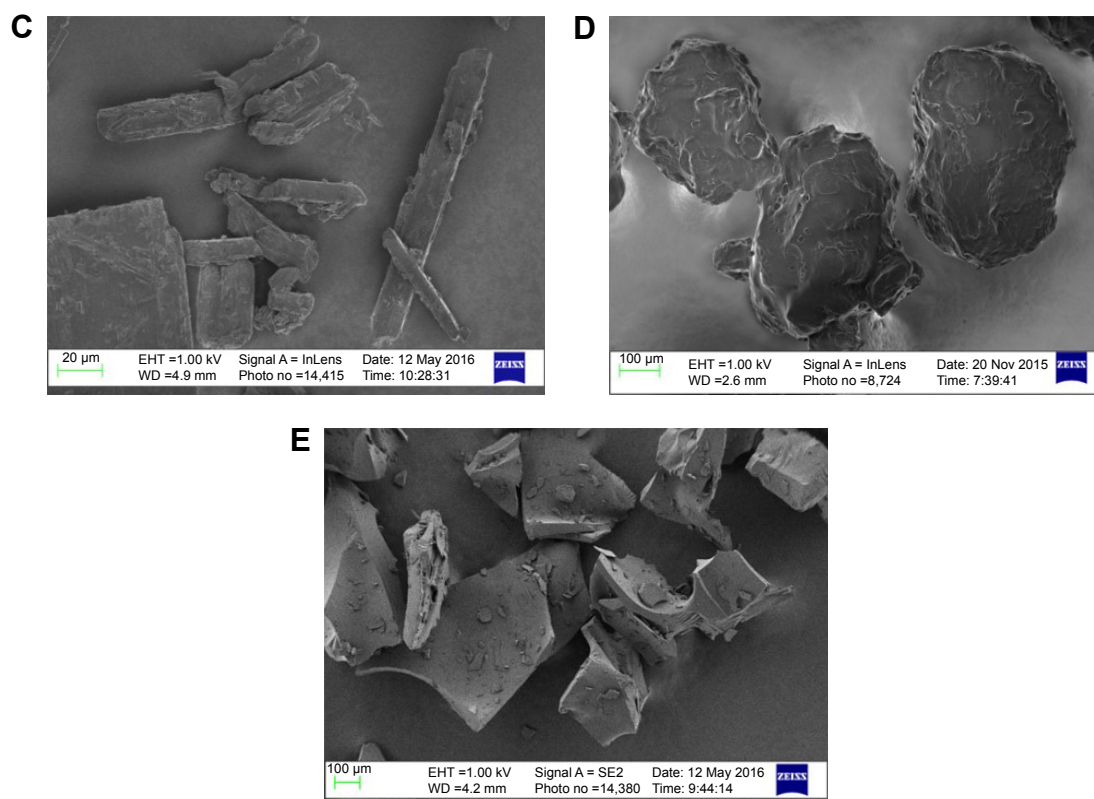 C
D
20 µm
EHT =1.00 kV Signal A = InLens Date: 12 May 2016
WD =4.9 mm Photo no =14,415 Time: 10:28:31
ZEISS
100 µm
EHT =1.00 kV Signal A = InLens Date: 20 Nov 2015
WD =2.6 mm Photo no =8,724 Time: 7:39:41
ZEISS
E
100 µm
EHT =1.00 kV Signal A = SE2 Date: 12 May 2016
WD =4.2 mm Photo no =14,380 Time: 9:44:14
ZEISS